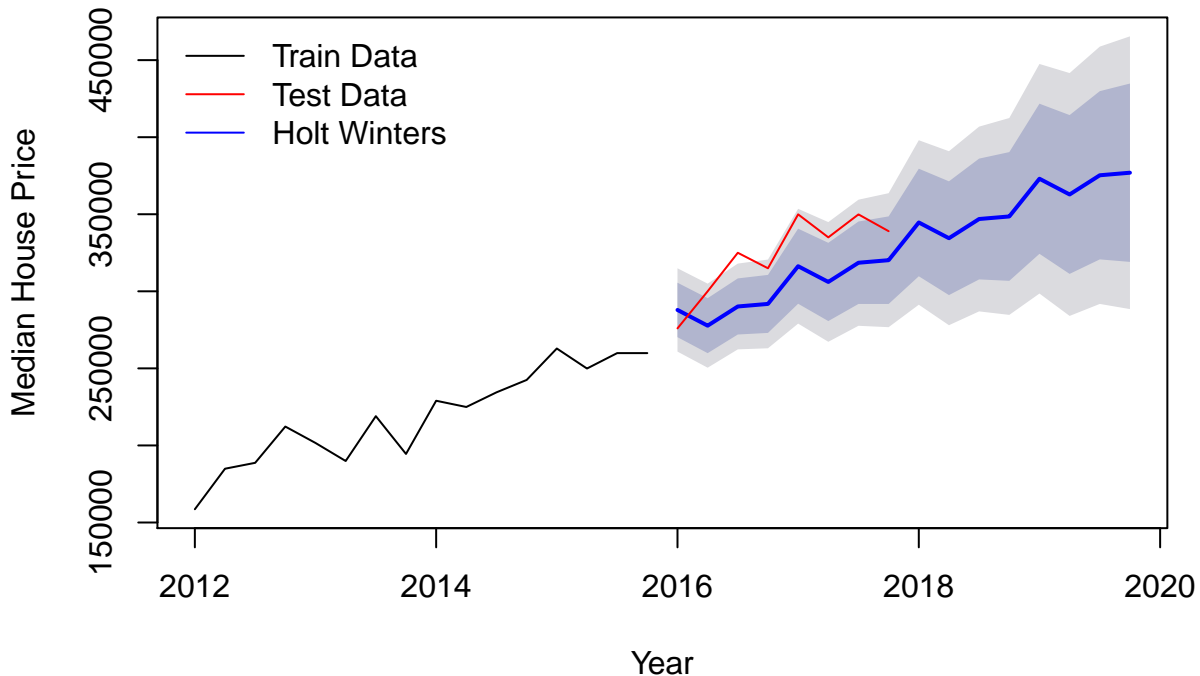 Train Data
Test Data
Holt Winters
Median House Price
450000
350000
250000
150000
2012 2014 2016 2018 2020
Year